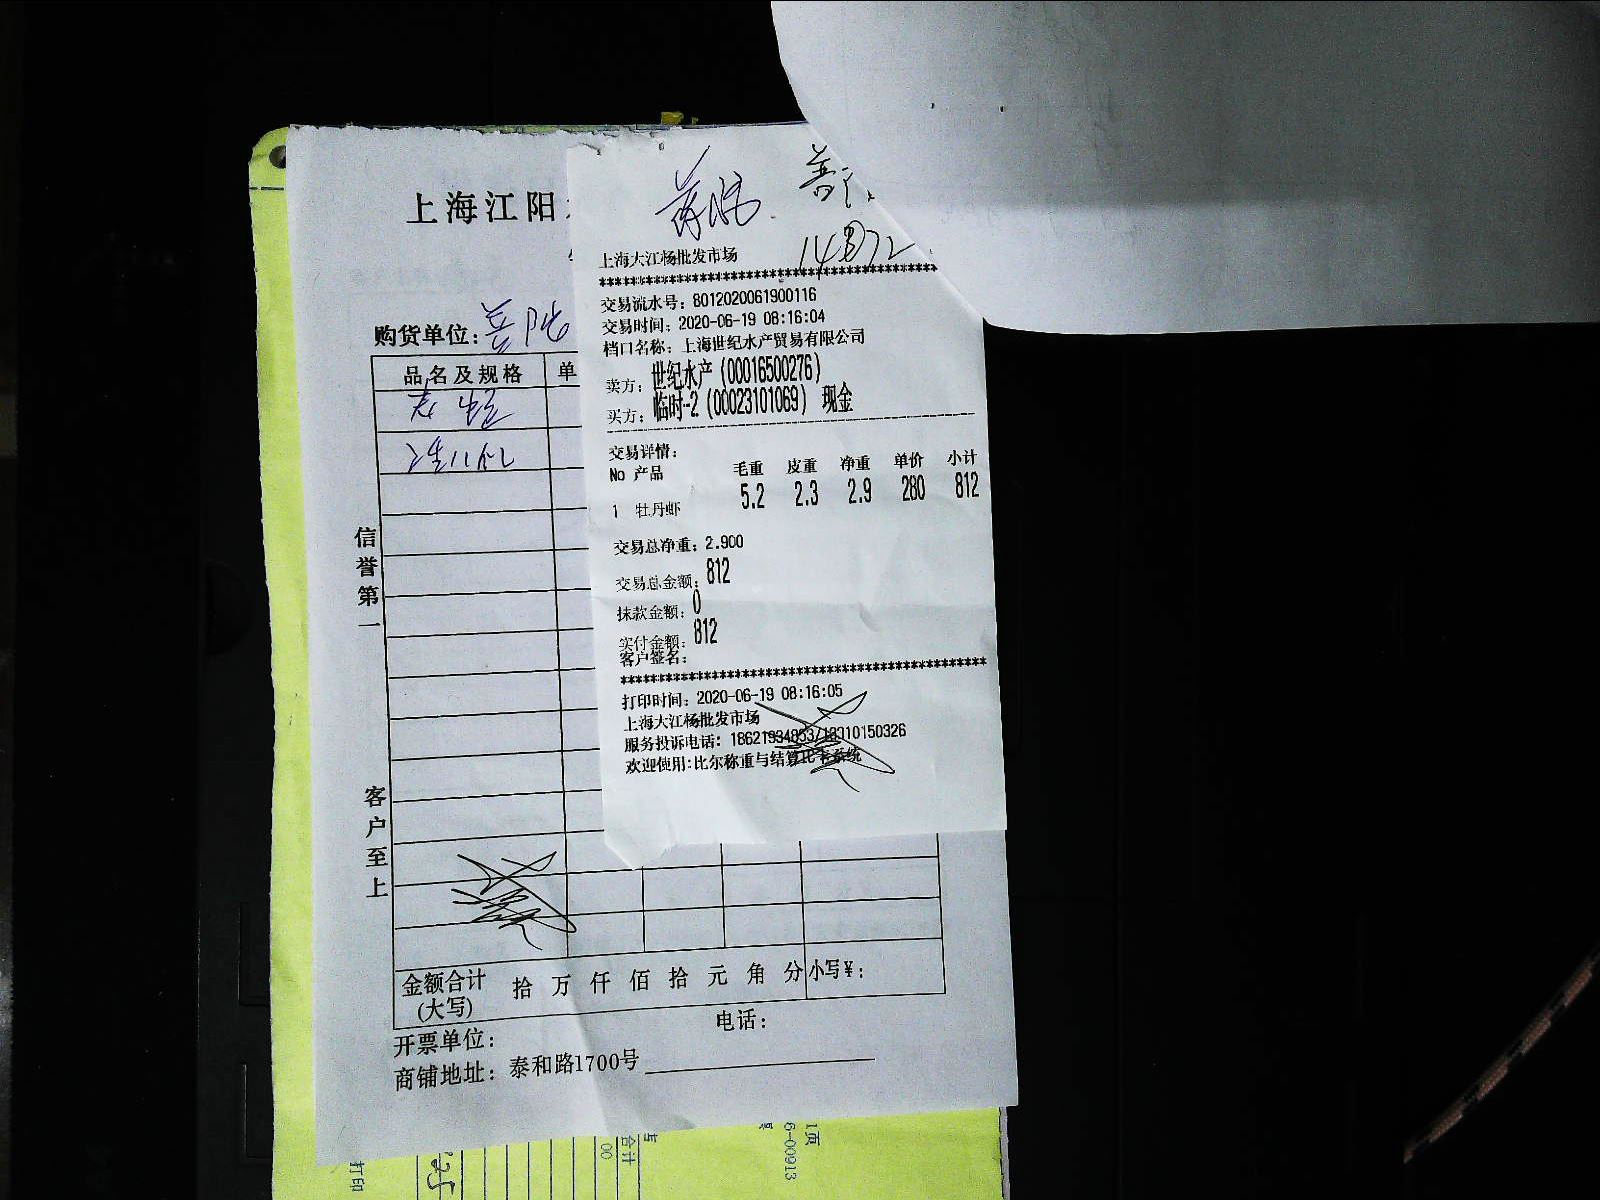 上海江阳
购货单位：
品名及规格 单
信誉第一
客户至上
金额合计(大写) 拾 万 仟 佰 拾 元 角 分 小写¥：
开票单位： 电话：
商铺地址：泰和路1700号
上海大江杨批发市场
****************************************
交易流水号：8012020061900116
交易时间：2020-06-19 08:16:04
档口名称：上海世纪水产贸易有限公司
卖方：世纪水产(00016500276)
买方：临时-2(00023101069) 现金
交易详情：
No 产品 毛重 皮重 净重 单价 小计
1 牡丹虾 5.2 2.3 2.9 280 812
交易总净重：2.900
交易总金额：812
抹款金额：0
实付金额：812
客户签名：
****************************************
打印时间：2020-06-19 08:16:05
上海大江杨批发市场
服务投诉电话：
欢迎使用:比尔称重与结算
1页
6-00913
合计
00
打印